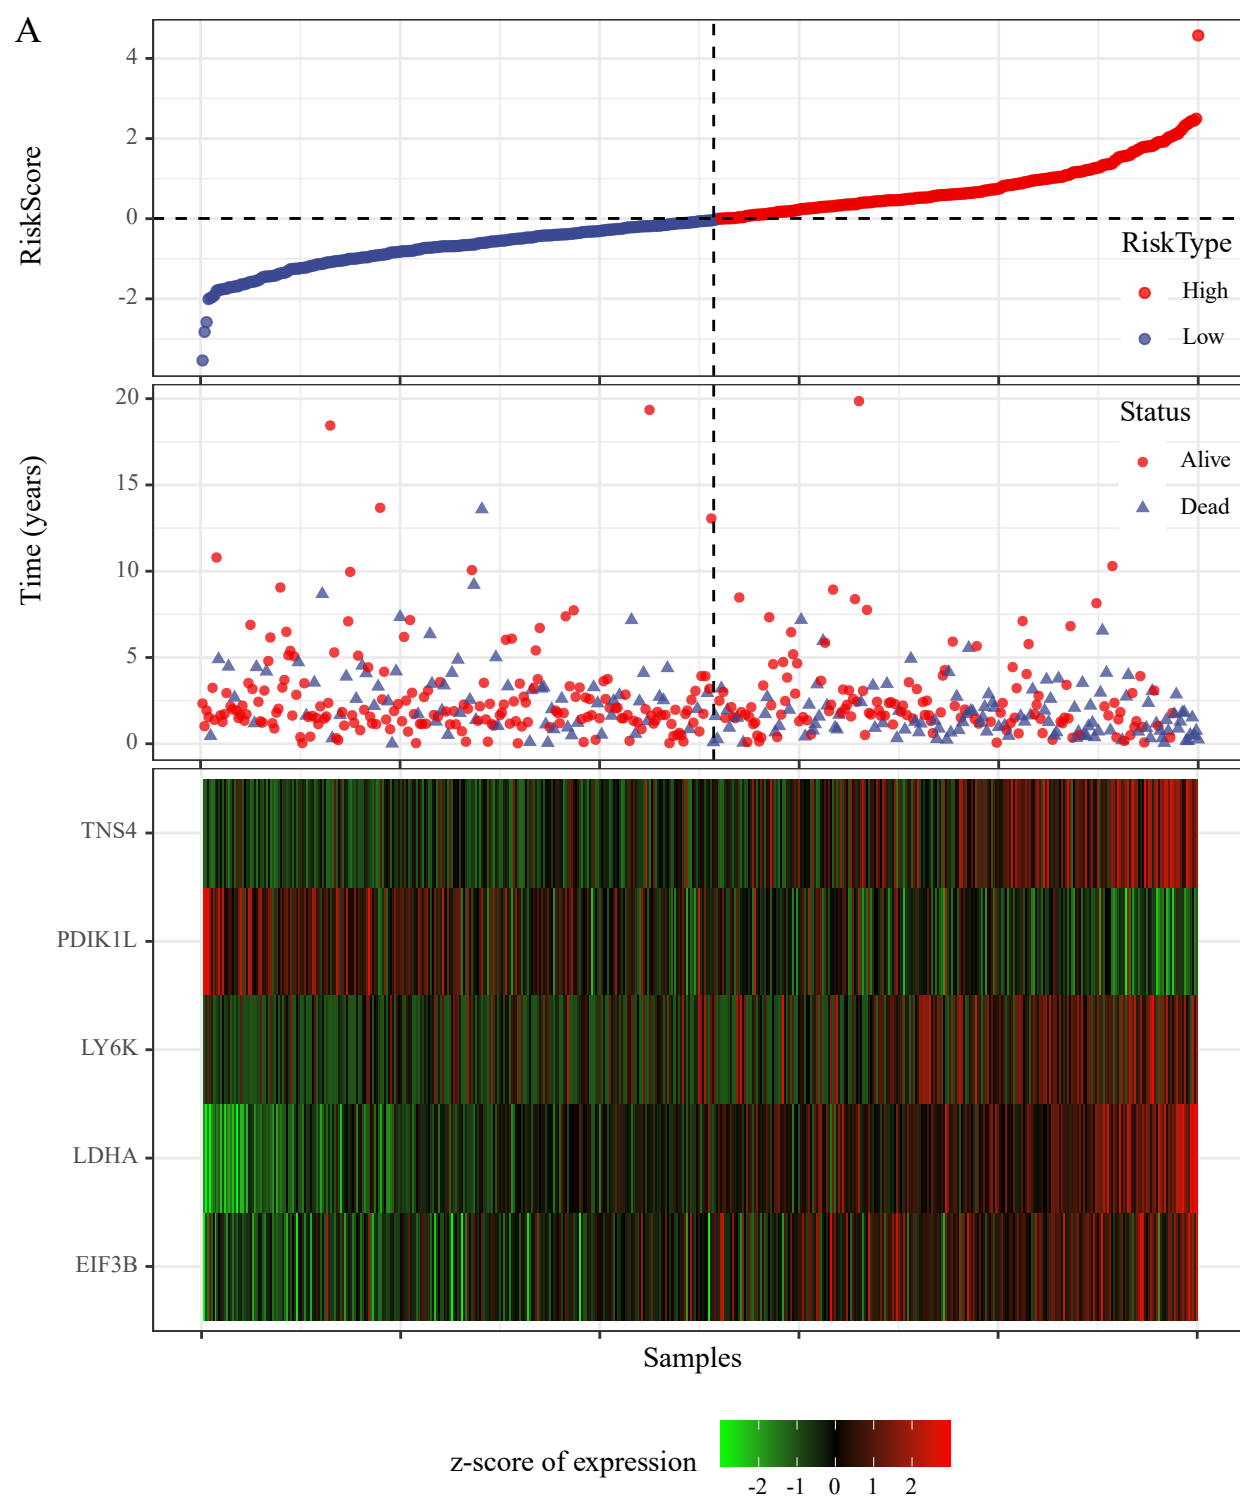 A
RiskScore
4
2
0
-2
RiskType
High
Low
Time (years)
20
15
10
5
0
Status
Alive
Dead
TNS4
PDIK1L
LY6K
LDHA
EIF3B
Samples
z-score of expression
-2 -1 0 1 2